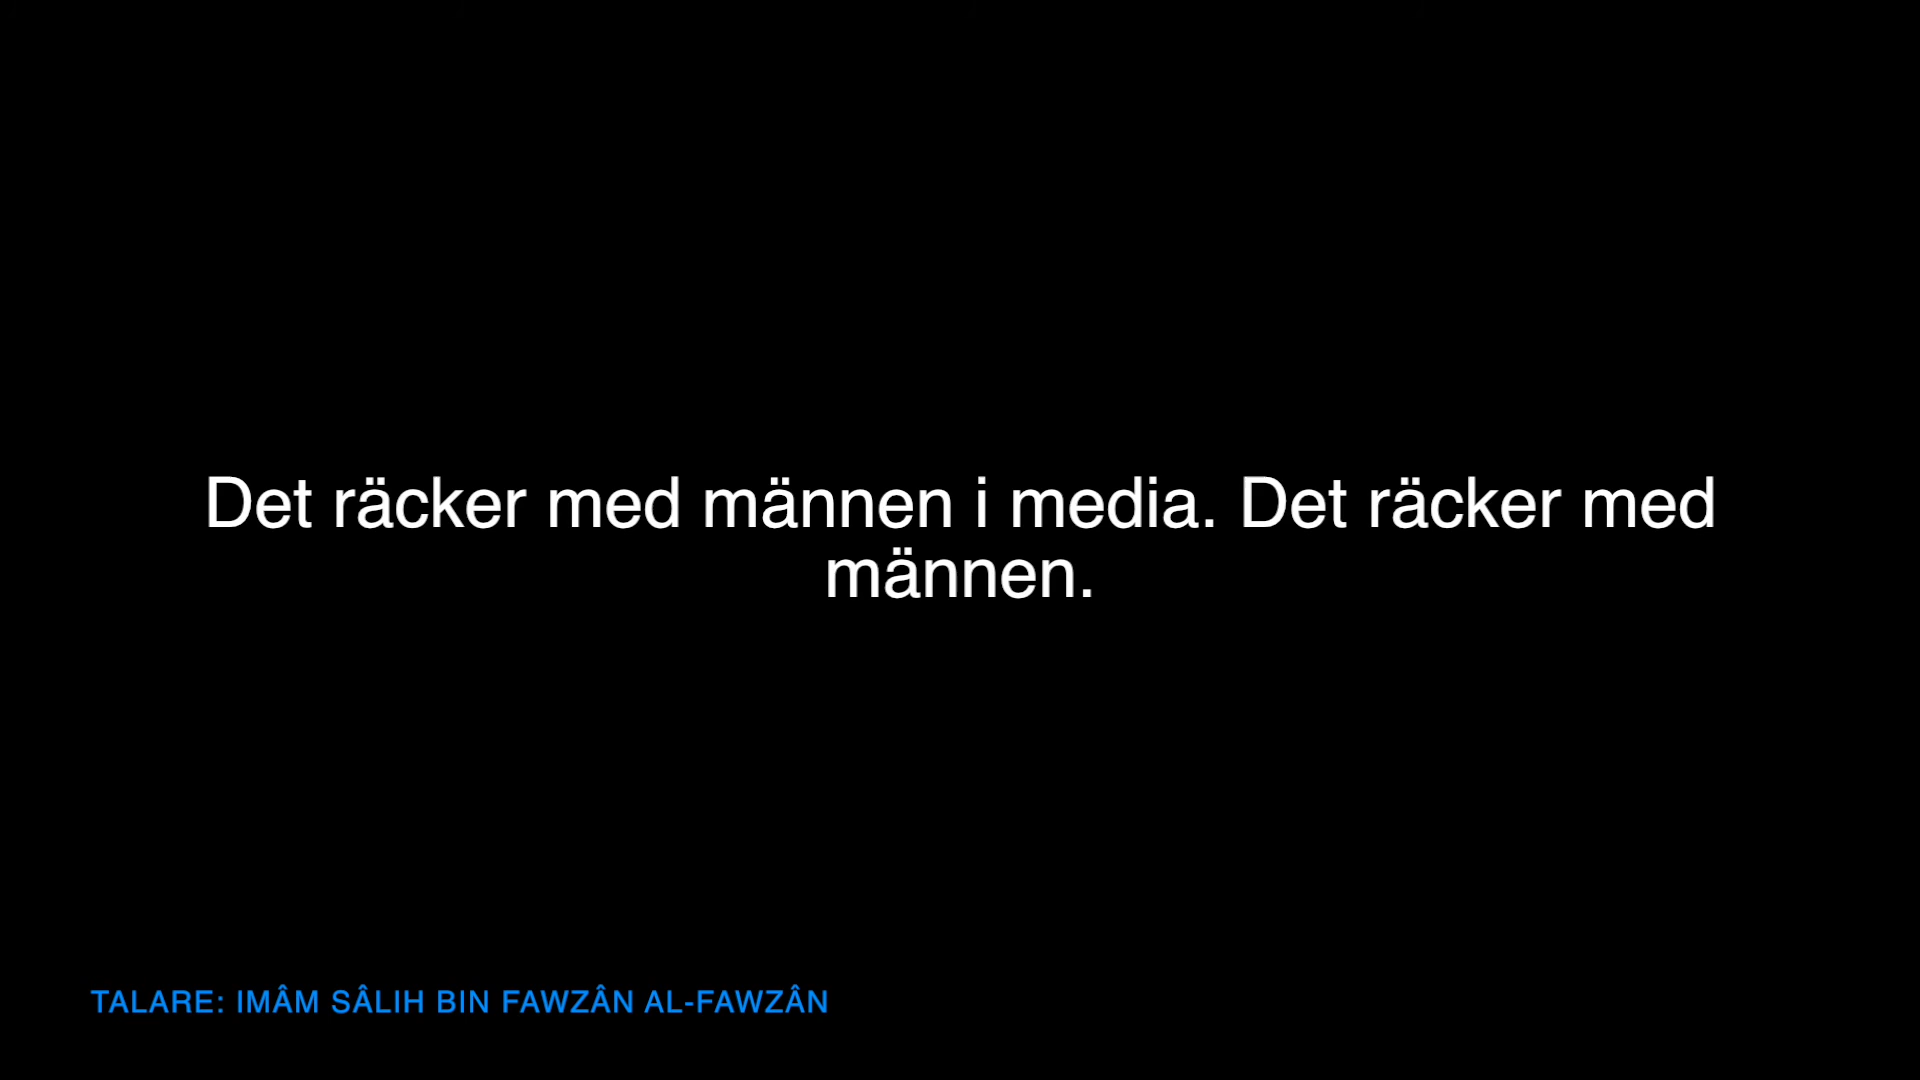 Det räcker med männen i media. Det räcker med
männen.
TALARE: IMÂM SÂLIH BIN FAWZÂN AL-FAWZÂN